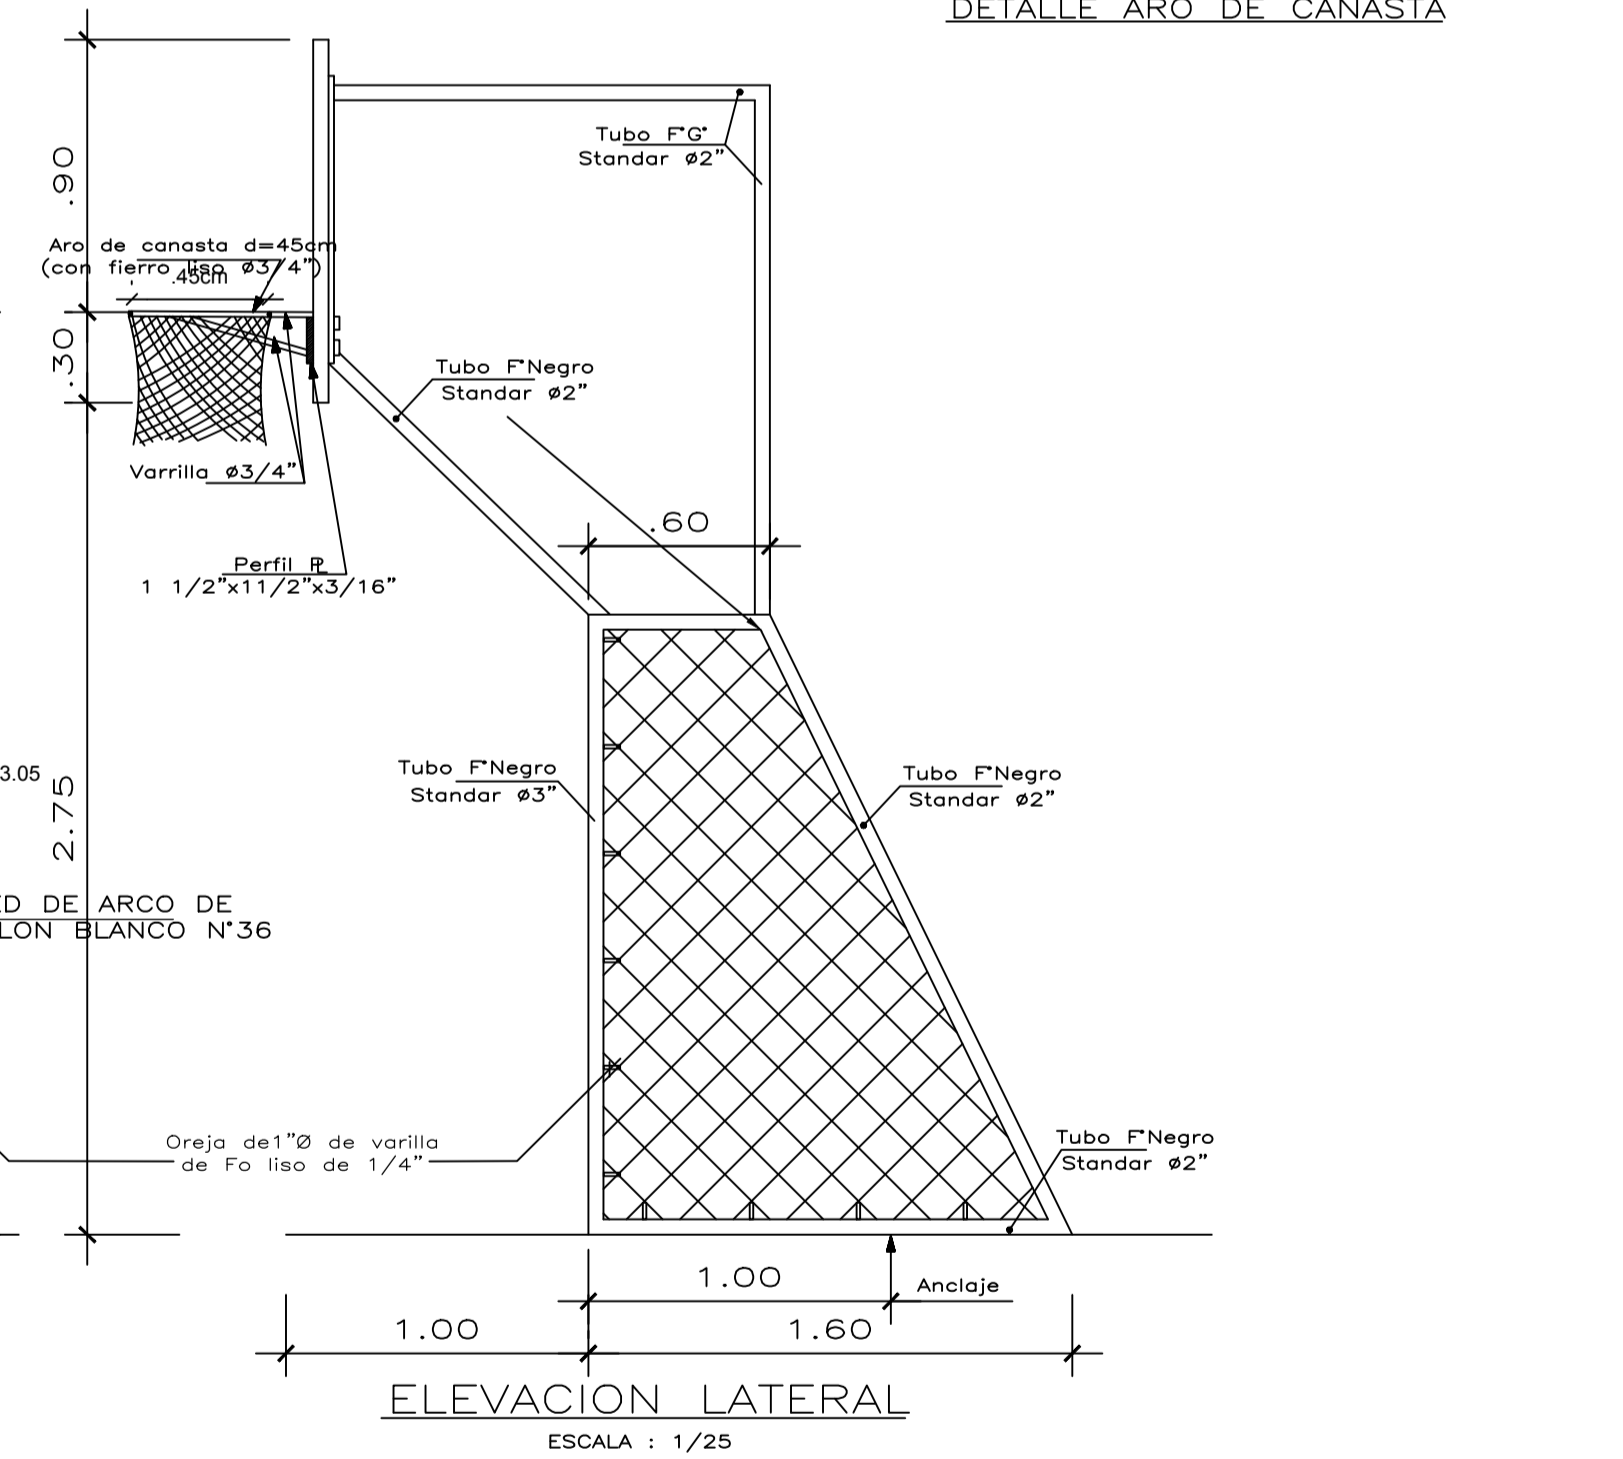 DETALLE ARO DE CANASTA
Tubo F°G°
Standar ø2"
.90
Aro de canasta d=45cm
(con fierro liso ø3/4")
.45cm
.30
Tubo F°Negro
Standar ø2"
Varrilla ø3/4"
.60
Perfil PL
1 1/2"x11/2"x3/16"
3.05
2.75
Tubo F°Negro
Standar ø3"
Tubo F°Negro
Standar ø2"
ED DE ARCO DE
LON BLANCO N°36
Oreja de1"Ø de varilla
de Fo liso de 1/4"
Tubo F°Negro
Standar ø2"
1.00
Anclaje
1.00
1.60
ELEVACION LATERAL
ESCALA : 1/25